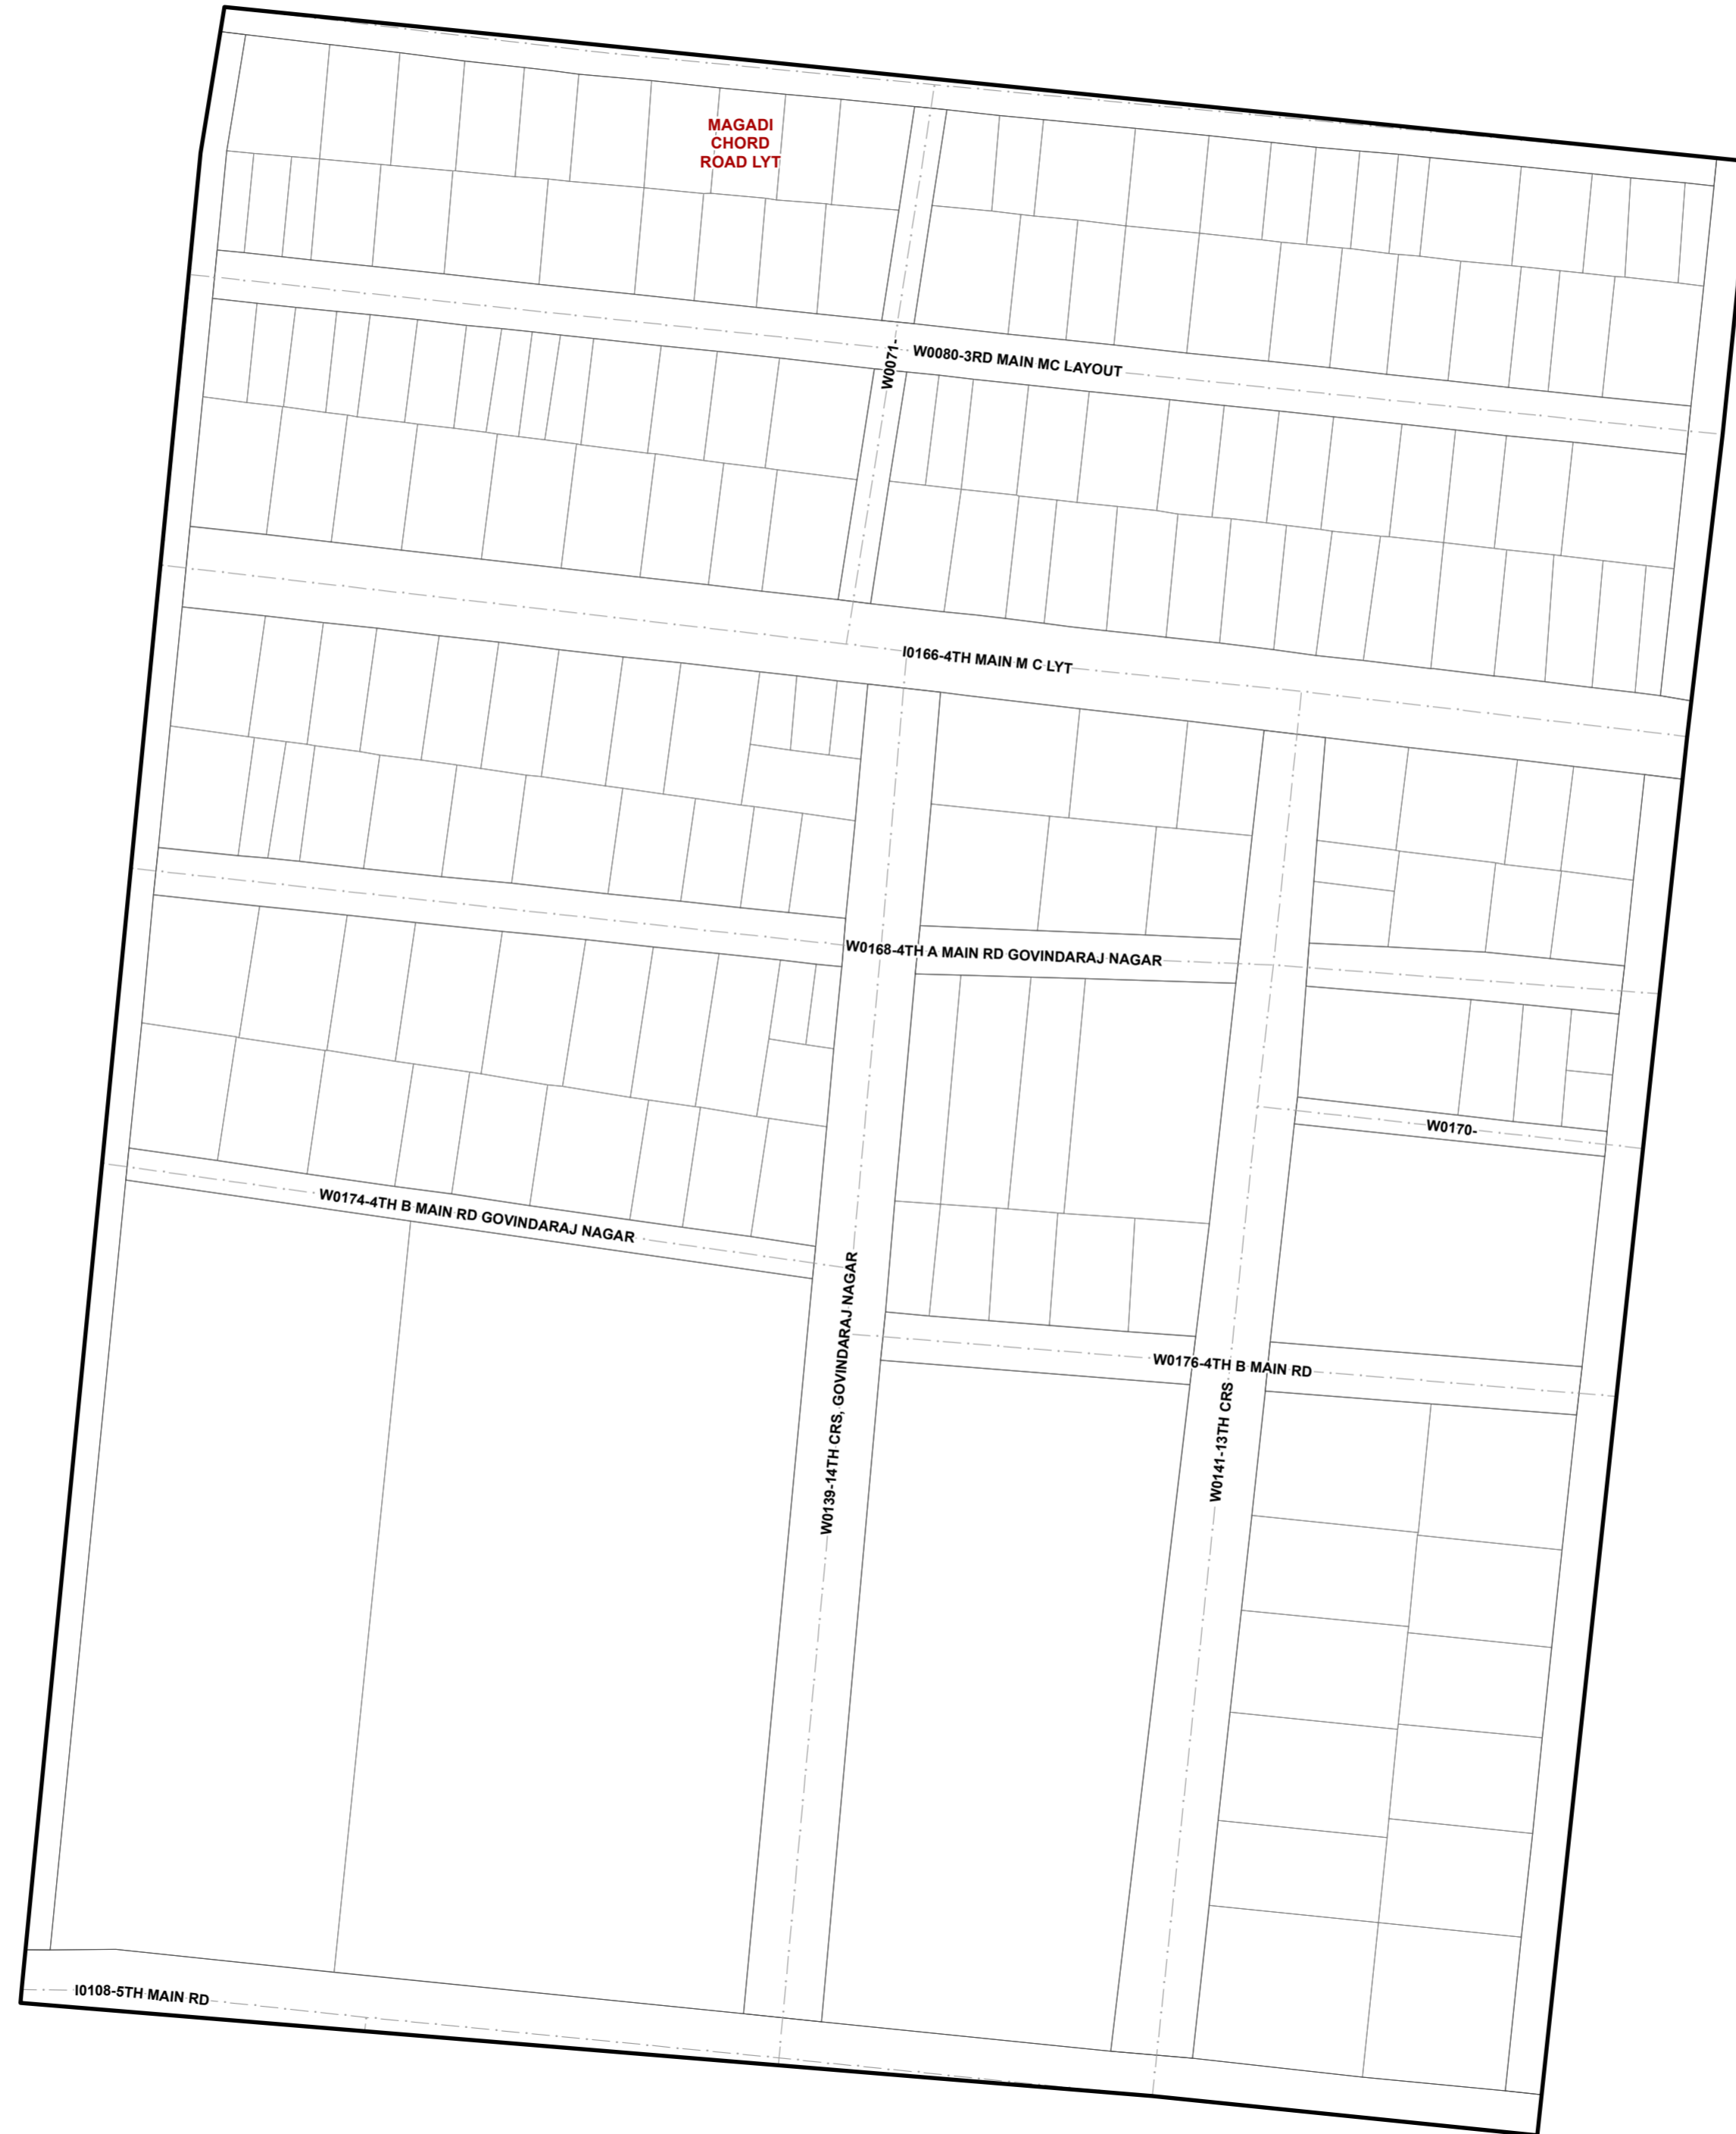 MAGADI
CHORD
ROAD LYT
W0071-
W0080-3RD MAIN MC LAYOUT
I0166-4TH MAIN M C LYT
W0168-4TH A MAIN RD GOVINDARAJ NAGAR
W0170-
W0174-4TH B MAIN RD GOVINDARAJ NAGAR
W0139-14TH CRS, GOVINDARAJ NAGAR
W0176-4TH B MAIN RD
W0141-13TH CRS
I0108-5TH MAIN RD